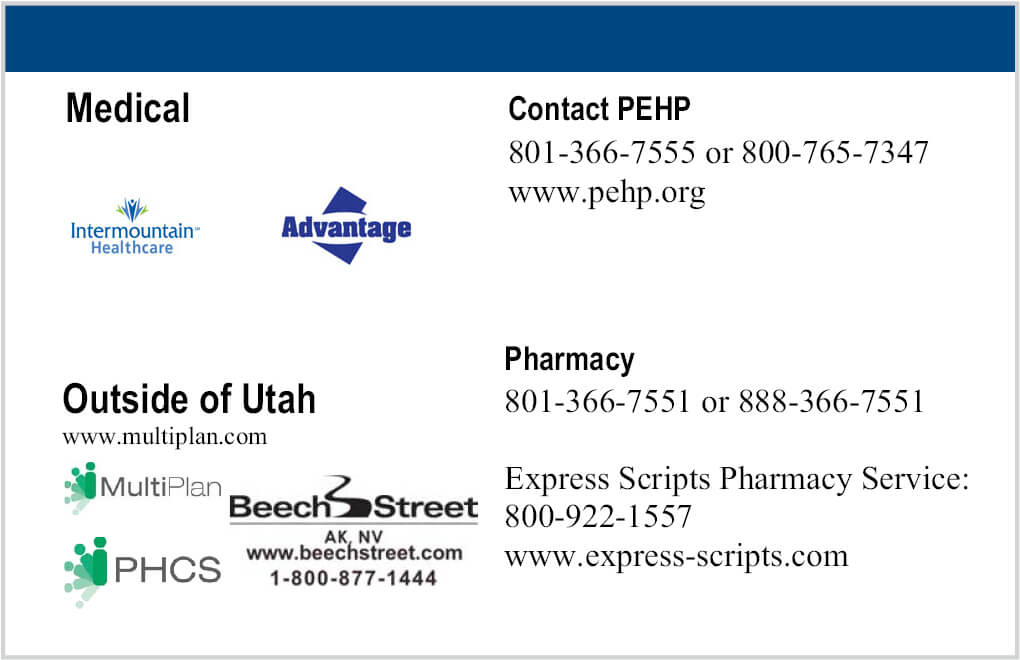 Medical
Intermountain
Healthcare
Advantage
Contact PEHP
801-366-7555 or 800-765-7347
www.pehp.org
Outside of Utah
www.multiplan.com
MultiPlan
PHCS
Beech Street
AK, NV
www.beechstreet.com
1-800-877-1444
Pharmacy
801-366-7551 or 888-366-7551
Express Scripts Pharmacy Service:
800-922-1557
www.express-scripts.com